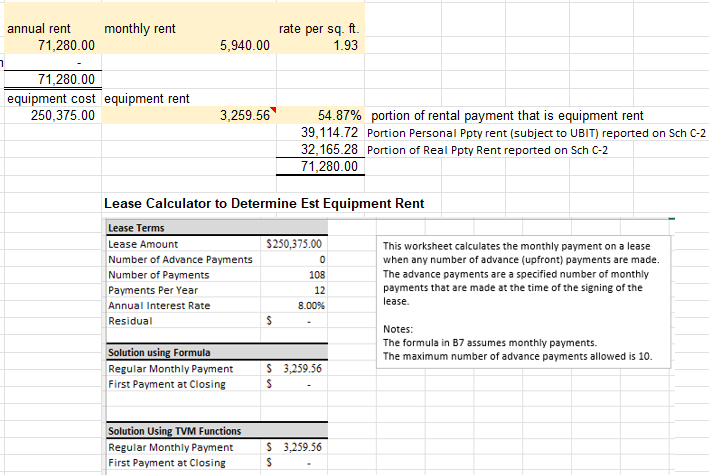 annual rent monthly rent rate per sq. ft.
71,280.00 5,940.00 1.93
-
71,280.00
equipment cost equipment rent
250,375.00 3,259.56 54.87% portion of rental payment that is equipment rent
39,114.72 Portion Personal Ppty rent (subject to UBIT) reported on Sch C-2
32,165.28 Portion of Real Ppty Rent reported on Sch C-2
71,280.00
Lease Calculator to Determine Est Equipment Rent
Lease Terms
Lease Amount $250,375.00
Number of Advance Payments 0
Number of Payments 108
Payments Per Year 12
Annual Interest Rate 8.00%
Residual $ -
This worksheet calculates the monthly payment on a lease
when any number of advance (upfront) payments are made.
The advance payments are a specified number of monthly
payments that are made at the time of the signing of the
lease.
Notes:
The formula in B7 assumes monthly payments.
The maximum number of advance payments allowed is 10.
Solution using Formula
Regular Monthly Payment $ 3,259.56
First Payment at Closing $ -
Solution Using TVM Functions
Regular Monthly Payment $ 3,259.56
First Payment at Closing $ -